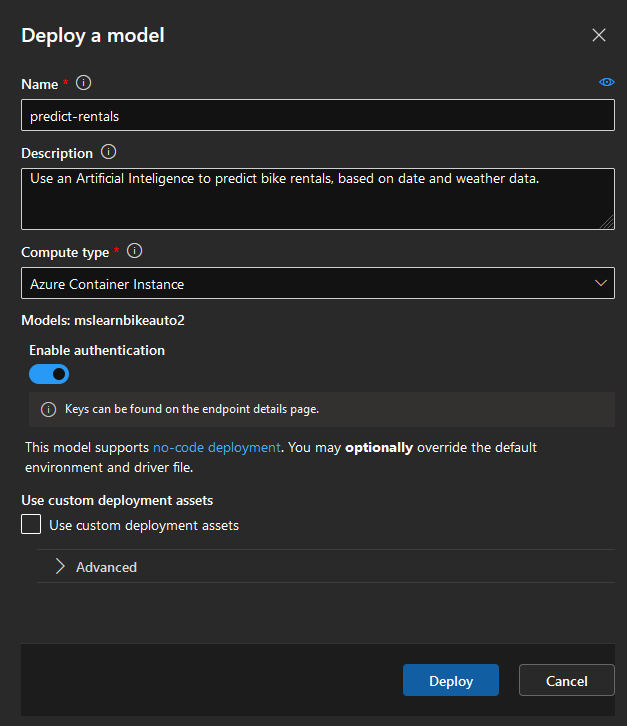 Deploy a model
Name *
predict-rentals
Description
Use an Artificial Inteligence to predict bike rentals, based on date and weather data.
Compute type *
Azure Container Instance
Models: mslearnbikeauto2
Enable authentication
Keys can be found on the endpoint details page.
This model supports no-code deployment. You may optionally override the default
environment and driver file.
Use custom deployment assets
Use custom deployment assets
Advanced
Deploy Cancel